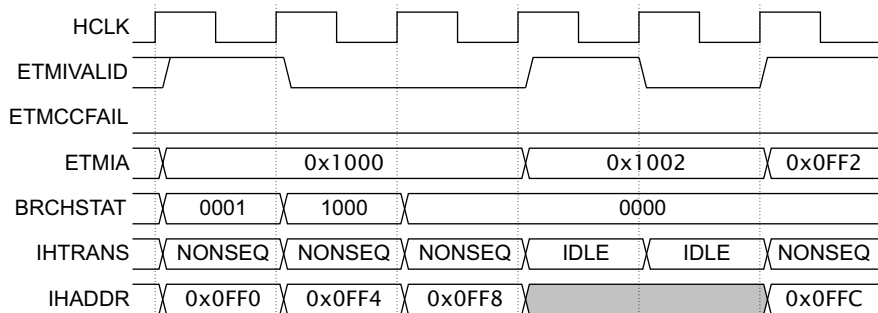 HCLK
ETMIVALID
ETMCCFAIL
ETMIA 0x1000 0x1002 0x0FF2
BRCHSTAT 0001 1000 0000
IHTRANS NONSEQ NONSEQ NONSEQ IDLE IDLE NONSEQ
IHADDR 0x0FF0 0x0FF4 0x0FF8 0x0FFC